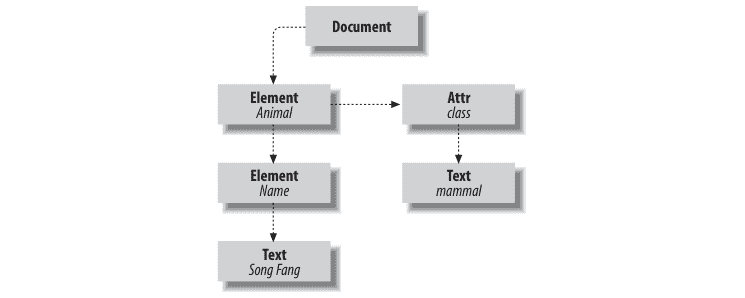 Document
Element
Animal
Attr
class
Element
Name
Text
mammal
Text
Song Fang